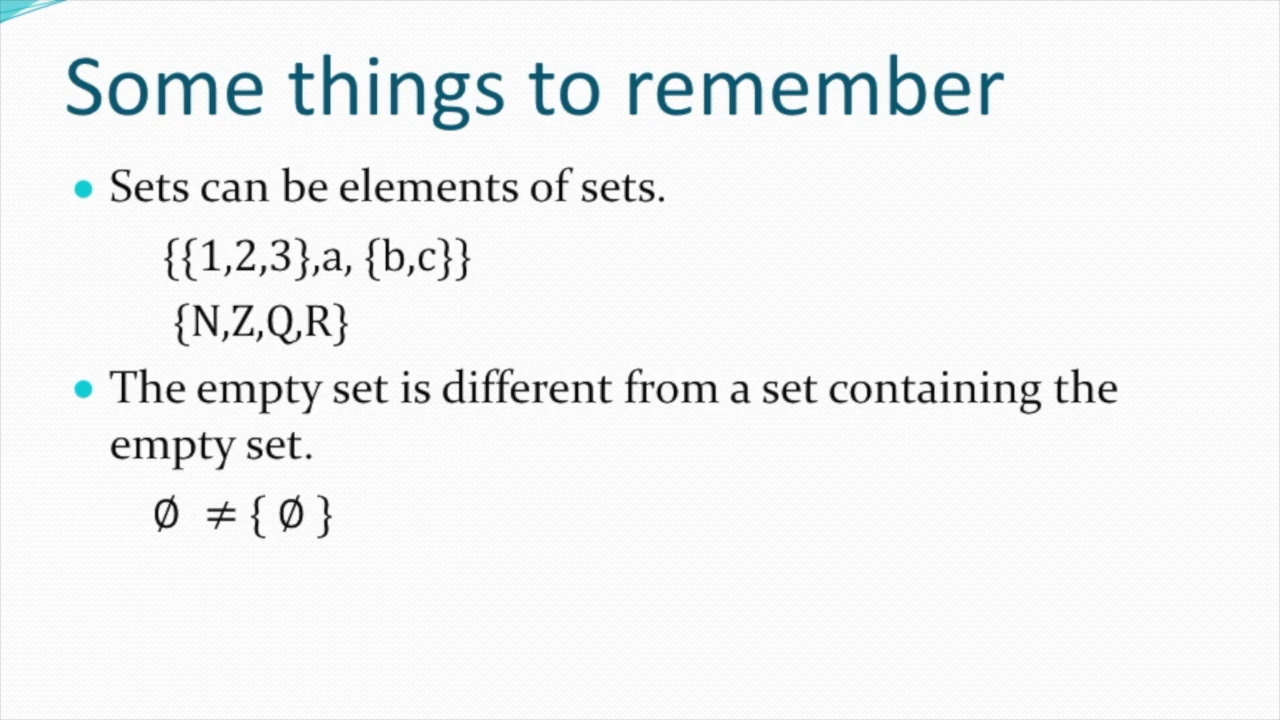 Some things to remember
• Sets can be elements of sets.
{{1,2,3},a, {b,c}}
{N,Z,Q,R}
• The empty set is different from a set containing the
empty set.
∅ ≠ { ∅ }